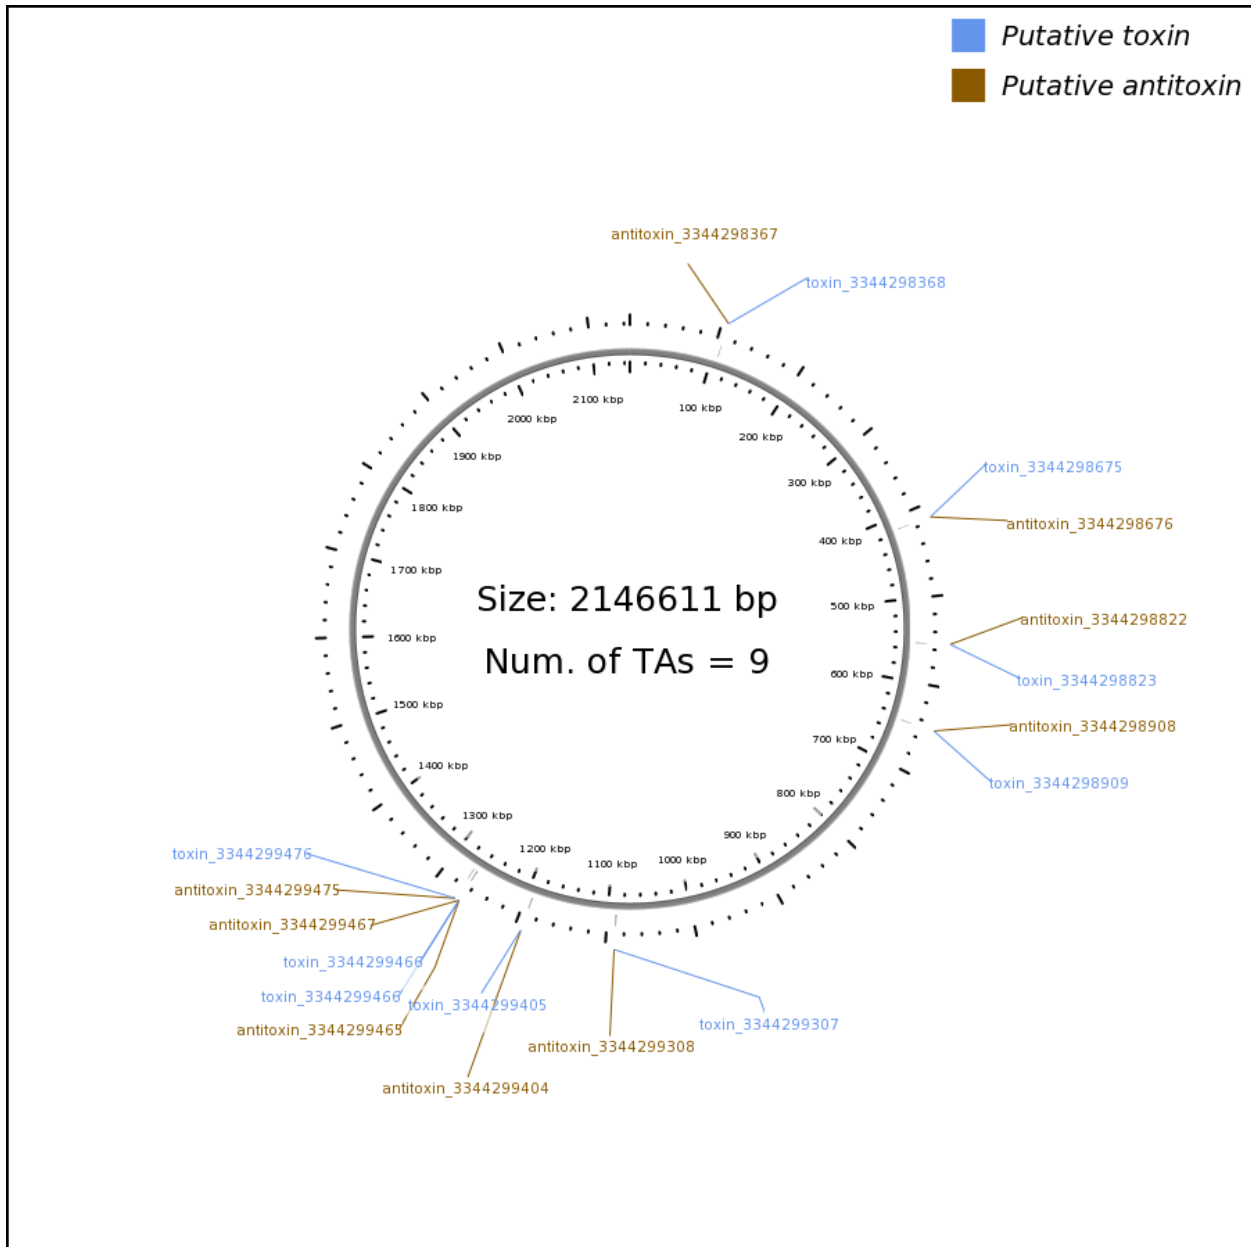 Putative toxin
Putative antitoxin
antitoxin_3344298367
toxin_3344298368
toxin_3344298675
antitoxin_3344298676
antitoxin_3344298822
toxin_3344298823
antitoxin_3344298908
toxin_3344298909
toxin_3344299307
antitoxin_3344299308
antitoxin_3344299404
toxin_3344299405
antitoxin_3344299465
toxin_3344299466
toxin_3344299466
antitoxin_3344299467
antitoxin_3344299475
toxin_3344299476
100 kbp
200 kbp
300 kbp
400 kbp
500 kbp
600 kbp
700 kbp
800 kbp
900 kbp
1000 kbp
1100 kbp
1200 kbp
1300 kbp
1400 kbp
1500 kbp
1600 kbp
1700 kbp
1800 kbp
1900 kbp
2000 kbp
2100 kbp
Size: 2146611 bp
Num. of TAs = 9